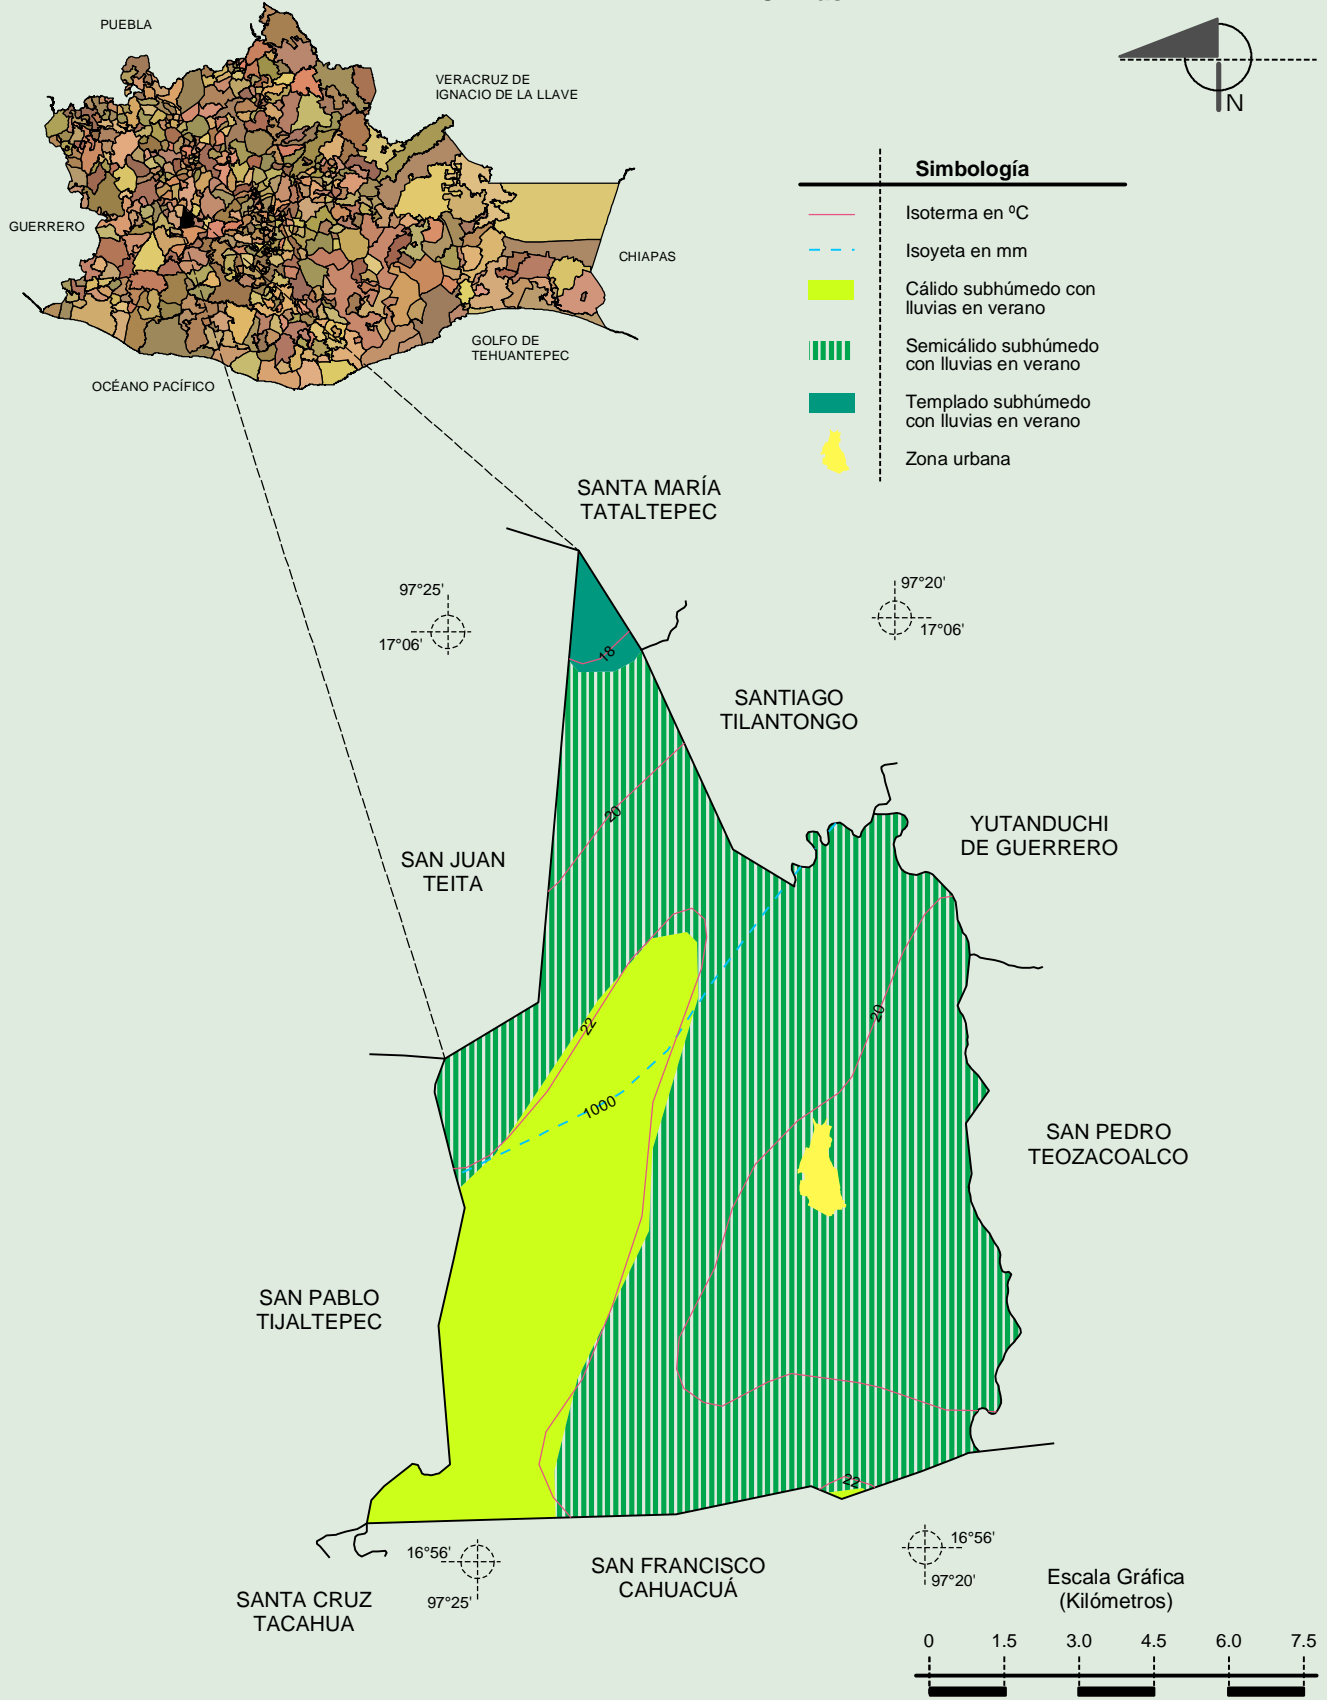 PUEBLA
VERACRUZ DE
IGNACIO DE LA LLAVE
GUERRERO
CHIAPAS
GOLFO DE
TEHUANTEPEC
OCÉANO PACÍFICO
N
Simbología
Isoterma en ºC
Isoyeta en mm
Cálido subhúmedo con
lluvias en verano
Semicálido subhúmedo
con lluvias en verano
Templado subhúmedo
con lluvias en verano
Zona urbana
SANTA MARÍA
TATALTEPEC
97°25'
17°06'
97°20'
17°06'
18
SANTIAGO
TILANTONGO
20
YUTANDUCHI
DE GUERRERO
SAN JUAN
TEITA
22
20
1000
SAN PEDRO
TEOZACOALCO
SAN PABLO
TIJALTEPEC
22
16°56'
97°25'
16°56'
97°20'
SAN FRANCISCO
CAHUACUÁ
SANTA CRUZ
TACAHUA
Escala Gráfica
(Kilómetros)
0 1.5 3.0 4.5 6.0 7.5